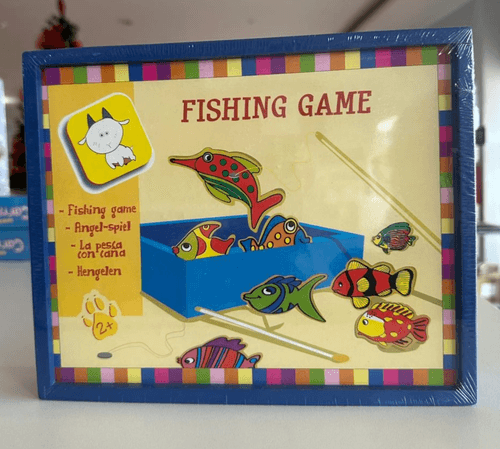 FISHING GAME
- Fishing game
- Angel-spiel
- La pesca
con cana
- Hengelen
2+